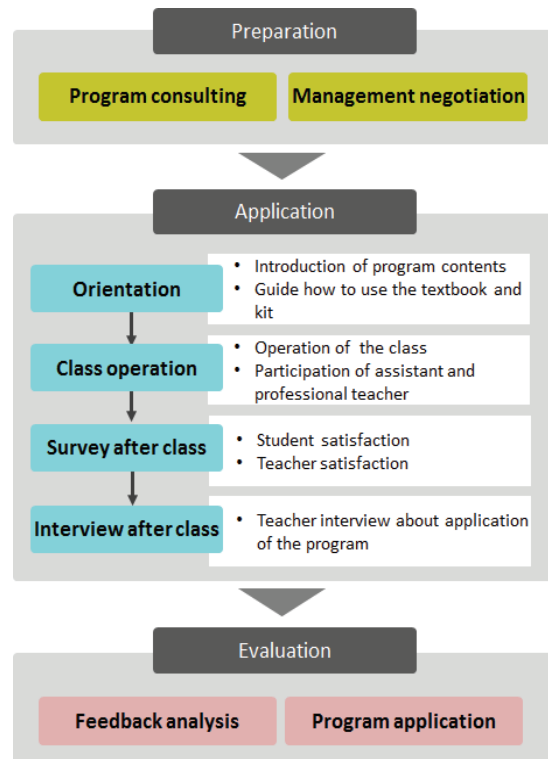 Preparation
Program consulting
Management negotiation
Application
Orientation
• Introduction of program contents
• Guide how to use the textbook and
kit
Class operation
• Operation of the class
• Participation of assistant and
professional teacher
Survey after class
• Student satisfaction
• Teacher satisfaction
Interview after class
• Teacher interview about application
of the program
Evaluation
Feedback analysis
Program application